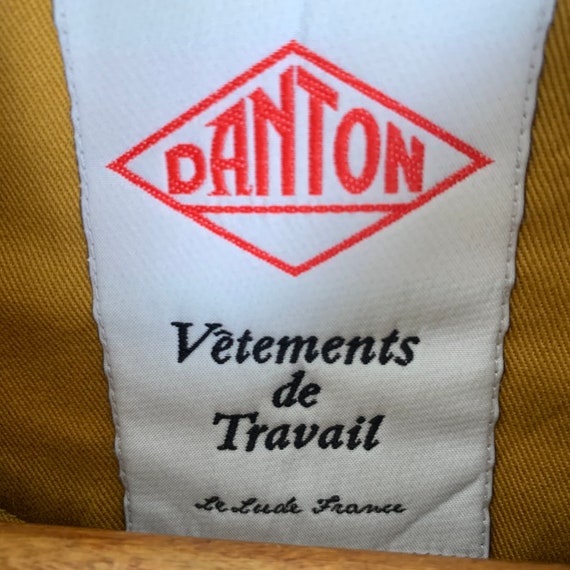 DANTON
Vêtements
de
Travail
Le Lude France